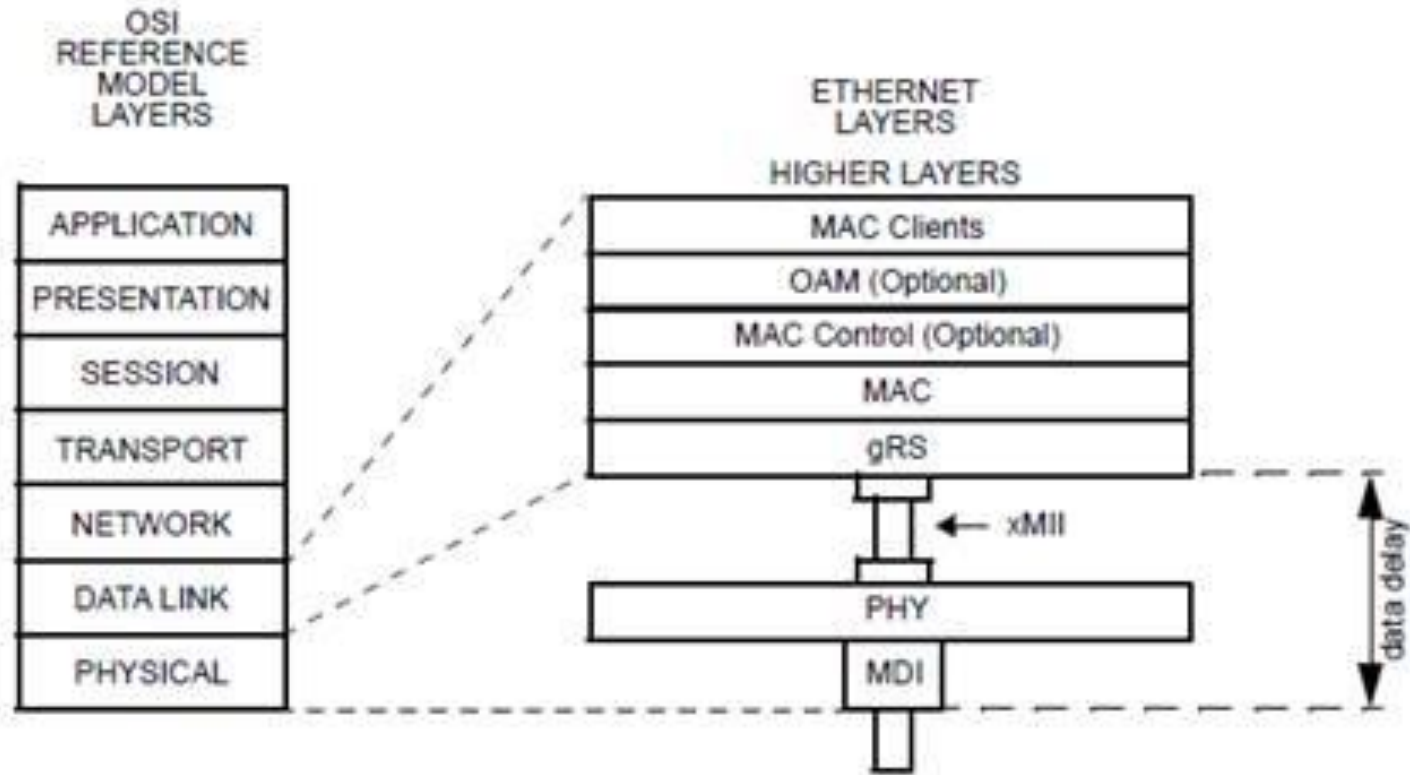 OSI
REFERENCE
MODEL
LAYERS
APPLICATION
PRESENTATION
SESSION
TRANSPORT
NETWORK
DATA LINK
PHYSICAL
ETHERNET
LAYERS
HIGHER LAYERS
MAC Clients
OAM (Optional)
MAC Control (Optional)
MAC
gRS
xMII
PHY
MDI
data delay